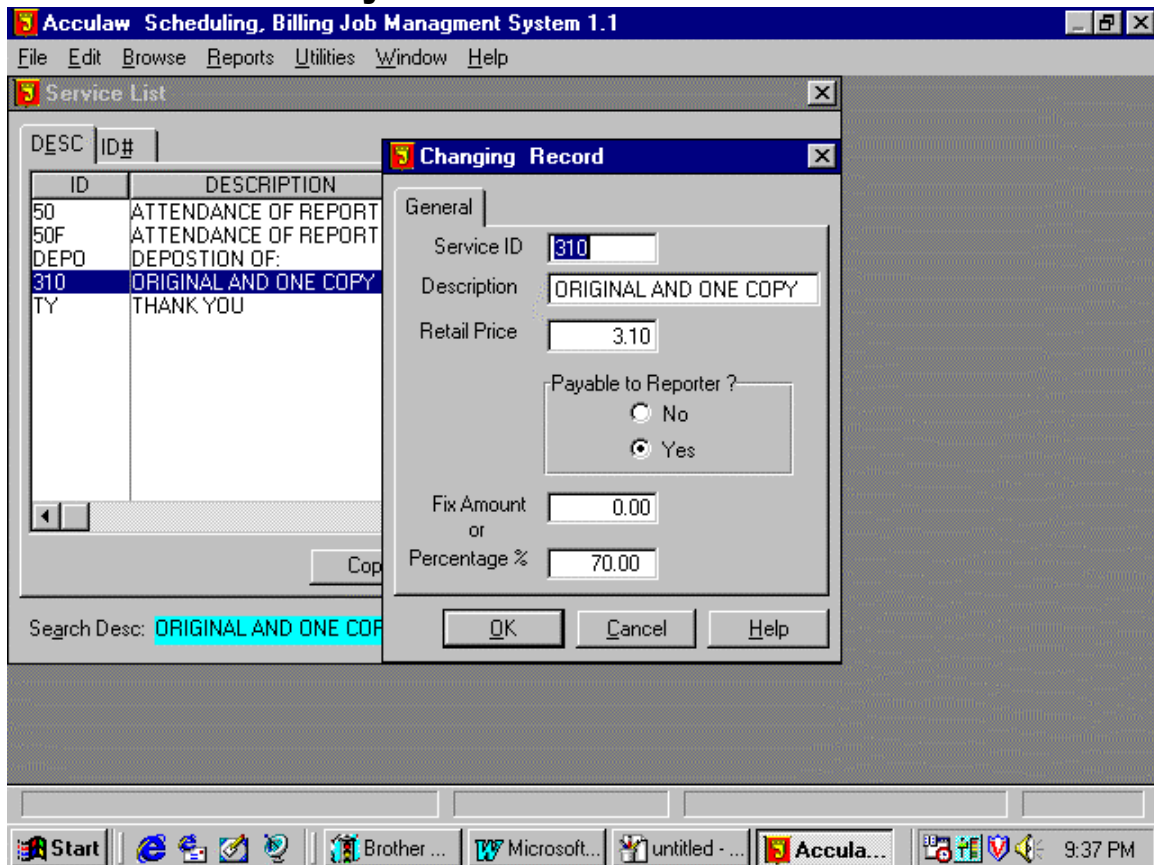 Acculaw Scheduling, Billing Job Managment System 1.1
File Edit Browse Reports Utilities Window Help
Service List
DESC ID#
ID DESCRIPTION
50 ATTENDANCE OF REPORT
50F ATTENDANCE OF REPORT
DEPO DEPOSTION OF:
310 ORIGINAL AND ONE COPY
TY THANK YOU
Cop
Search Desc: ORIGINAL AND ONE COP
Changing Record
General
Service ID 310
Description ORIGINAL AND ONE COPY
Retail Price 3.10
Payable to Reporter ?
No
Yes
Fix Amount 0.00
or
Percentage % 70.00
OK Cancel Help
Start Brother ... Microsoft... untitled - ... Accula... 9:37 PM